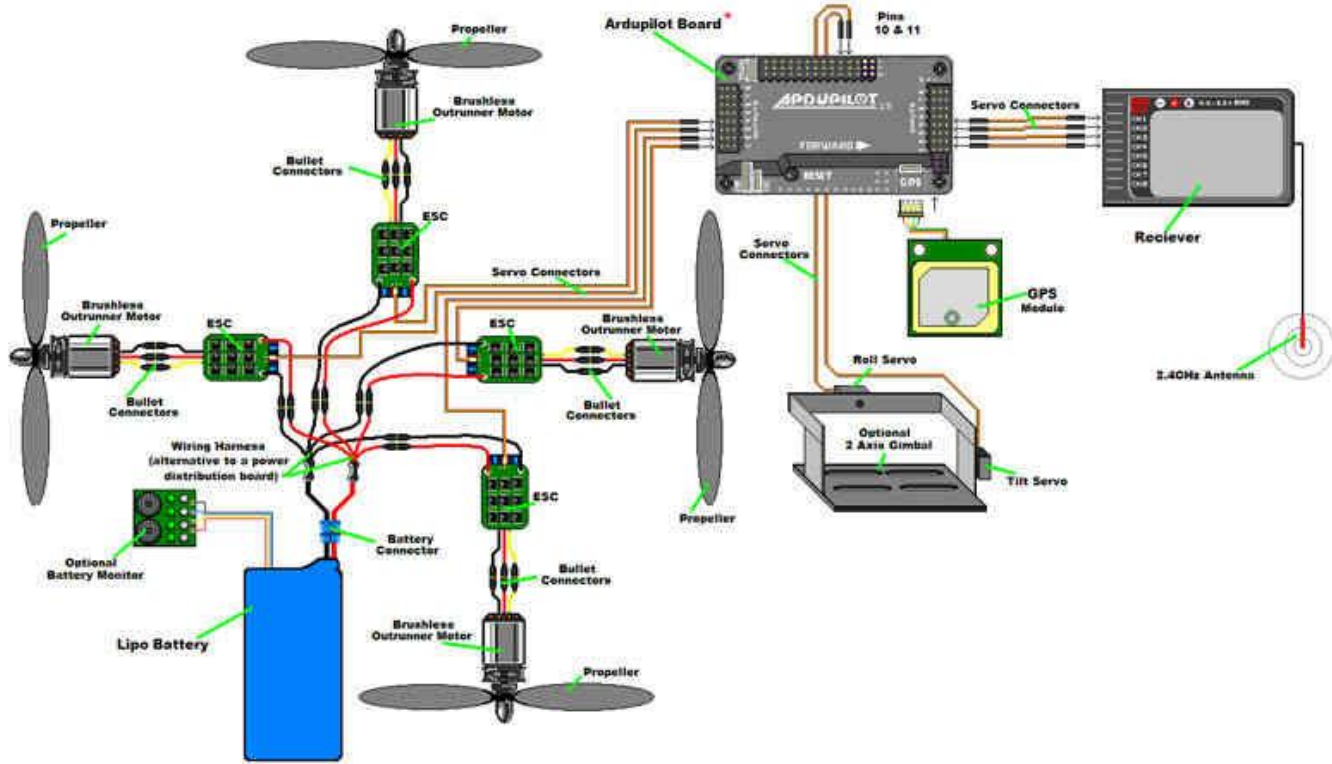 Propeller
Ardupilot Board *
Pins
10 & 11
Brushless
Outrunner Motor
Servo Connectors
ARDUPILOT
FORWARD
RESET
GPS
Bullet
Connectors
ESC
Propeller
Servo
Connectors
Reciever
Servo Connectors
GPS
Module
Brushless
Outrunner Motor
ESC
ESC
Brushless
Outrunner Motor
Roll Servo
2.4GHz Antenna
Bullet
Connectors
Bullet
Connectors
Optional
2 Axis Gimbal
Wiring Harness
(alternative to a power
distribution board)
Tilt Servo
ESC
Propeller
Battery
Connector
Optional
Battery Monitor
Bullet
Connectors
Brushless
Outrunner Motor
Lipo Battery
Propeller